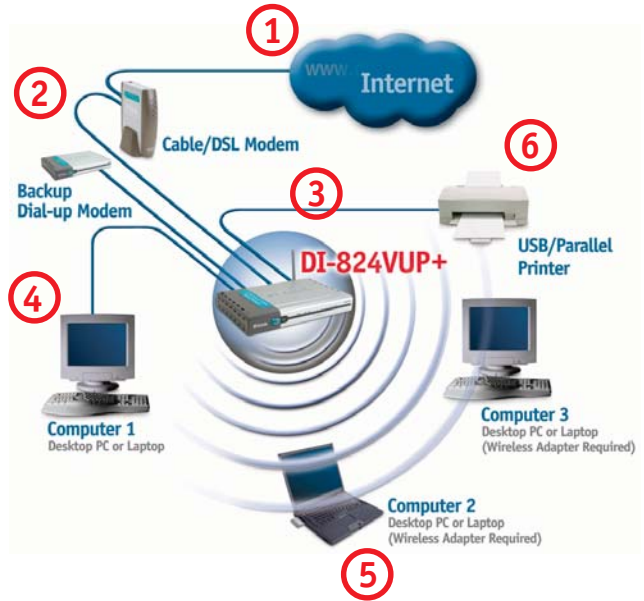 1
www.
Internet
2
Cable/DSL Modem
6
Backup
Dial-up Modem
3
USB/Parallel
Printer
DI-824VUP+
4
Computer 1
Desktop PC or Laptop
Computer 3
Desktop PC or Laptop
(Wireless Adapter Required)
Computer 2
Desktop PC or Laptop
(Wireless Adapter Required)
5